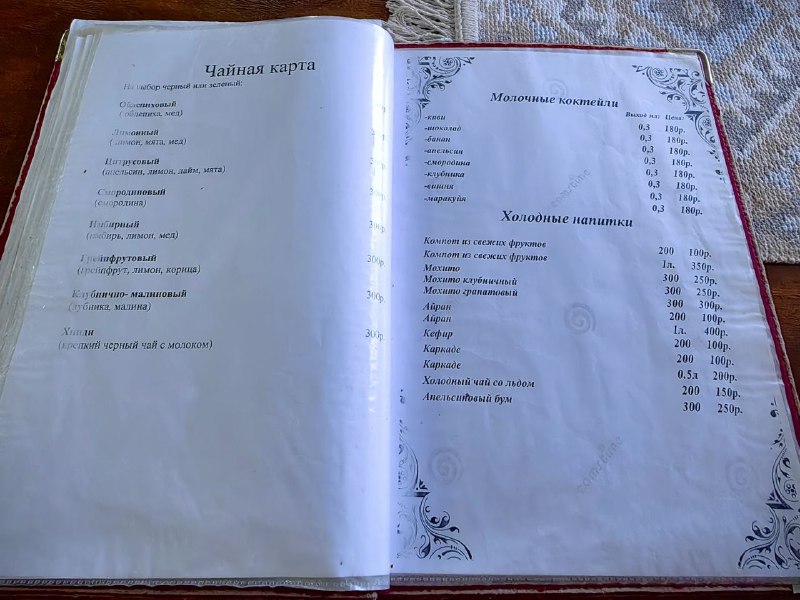 Чайная карта
На выбор черный или зеленый:
Облепиховый
(облепиха, мед)
Лимонный
(лимон, мята, мед)
Цитрусовый
(апельсин, лимон, лайм, мята)
Смородиновый
(смородина)
Имбирный 300р.
(имбирь, лимон, мед)
Грейпфрутовый 300р.
(грейпфрут, лимон, корица)
Клубнично- малиновый 300р.
(клубника, малина)
Хинди 300р.
(крепкий черный чай с молоком)
Молочные коктейли
Выход мл: Цена:
-киви 0,3 180р.
-шоколад 0,3 180р.
-банан 0,3 180р.
-апельсин 0,3 180р.
-смородина 0,3 180р.
-клубника 0,3 180р.
-вишня 0,3 180р.
-маракуйя 0,3 180р.
Холодные напитки
Компот из свежих фруктов 200 100р.
Компот из свежих фруктов 1л. 350р.
Мохито 300 250р.
Мохито клубничный 300 250р.
Мохито гранатовый 300 300р.
Айран 200 100р.
Айран 1л. 400р.
Кефир 200 100р.
Каркаде 200 100р.
Каркаде 0.5л 200р.
Холодный чай со льдом 200 150р.
Апельсиновый бум 300 250р.